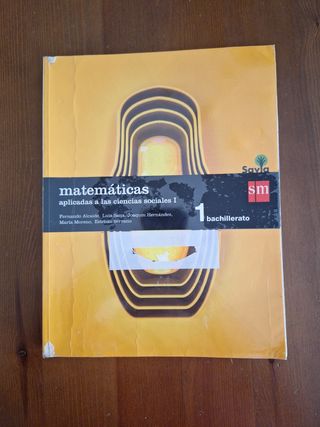 Savia
sm
matemáticas
aplicadas a las ciencias sociales I
1 bachillerato
Fernando Alcaide, Luis Sanz, Joaquín Hernández,
María Moreno, Esteban Serrano